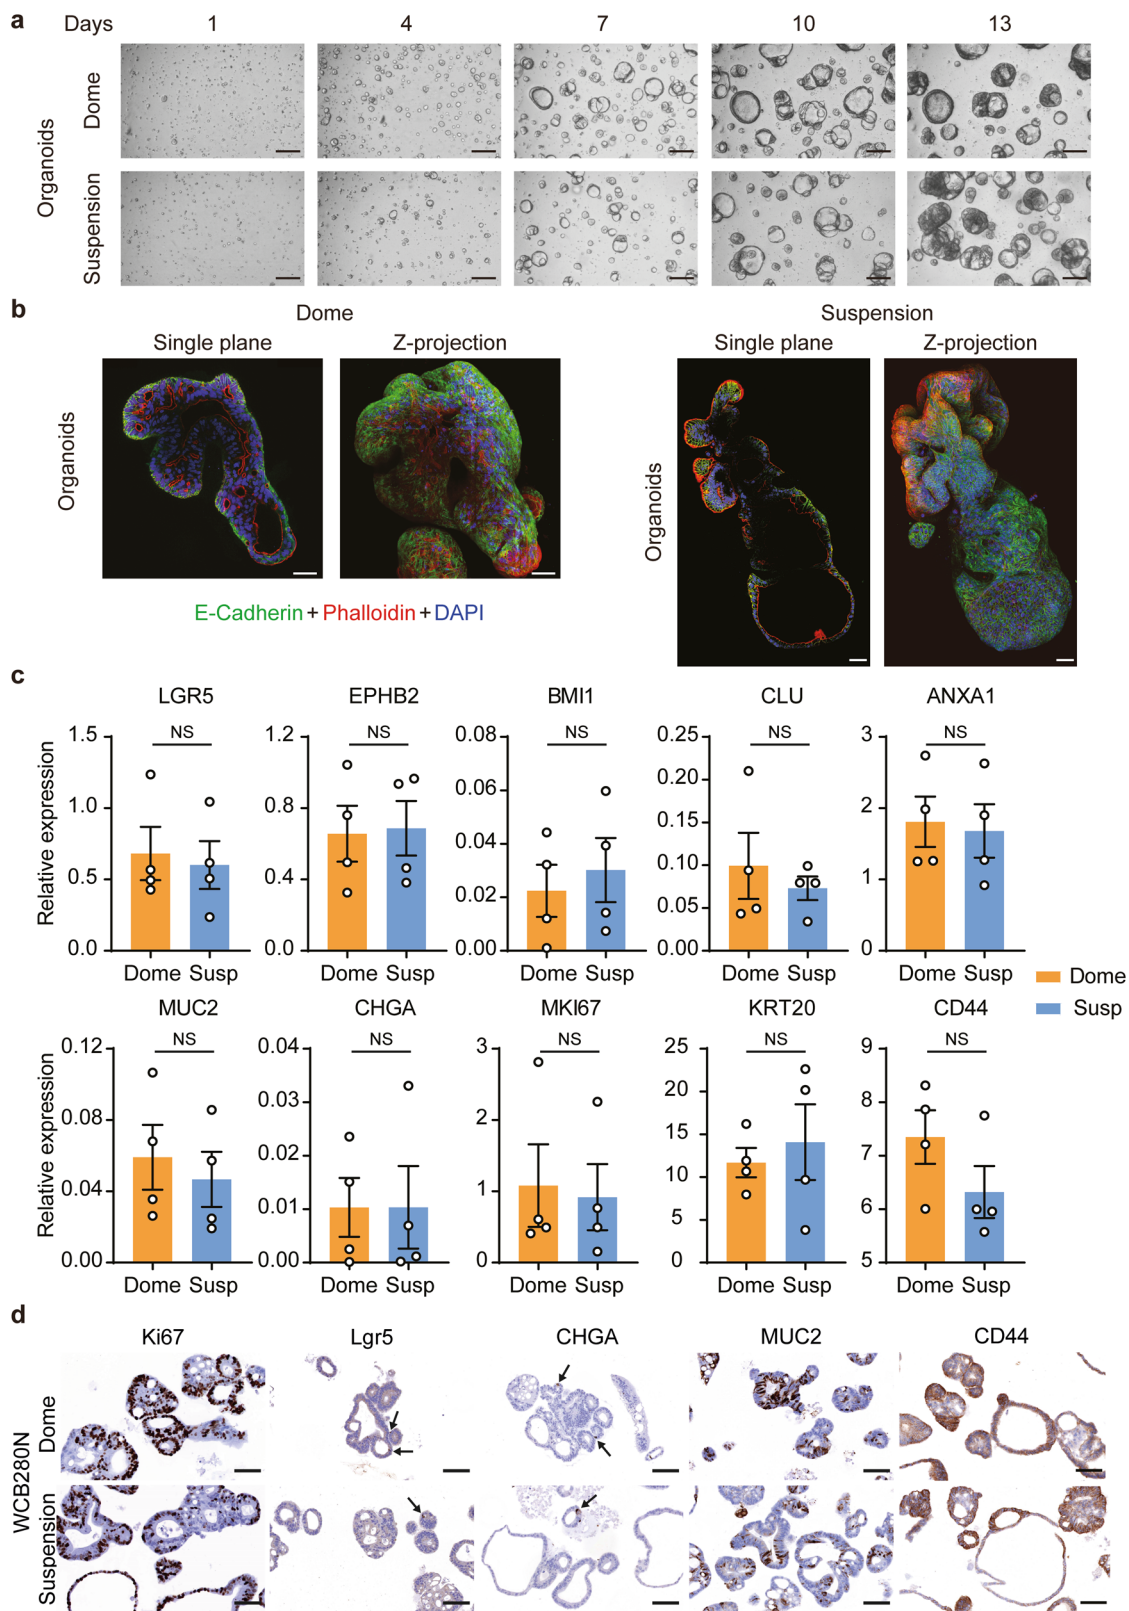 a
Days 1 4 7 10 13
Organoids
Dome
Suspension
b
Dome Suspension
Single plane Z-projection Single plane Z-projection
Organoids
Organoids
E-Cadherin + Phalloidin + DAPI
c
LGR5 EPHB2 BMI1 CLU ANXA1
Relative expression
1.5 1.0 0.5 0.0
NS
Dome Susp
1.2 0.8 0.4 0.0
NS
Dome Susp
0.08 0.06 0.04 0.02 0.00
NS
Dome Susp
0.25 0.20 0.15 0.10 0.05 0.00
NS
Dome Susp
3 2 1 0
NS
Dome Susp
Dome
Susp
MUC2 CHGA MKI67 KRT20 CD44
Relative expression
0.12 0.08 0.04 0.00
NS
Dome Susp
0.04 0.03 0.02 0.01 0.00
NS
Dome Susp
3 2 1 0
NS
Dome Susp
25 20 15 10 5 0
NS
Dome Susp
9 8 7 6 5
NS
Dome Susp
d
Ki67 Lgr5 CHGA MUC2 CD44
WCB280N
Dome
Suspension